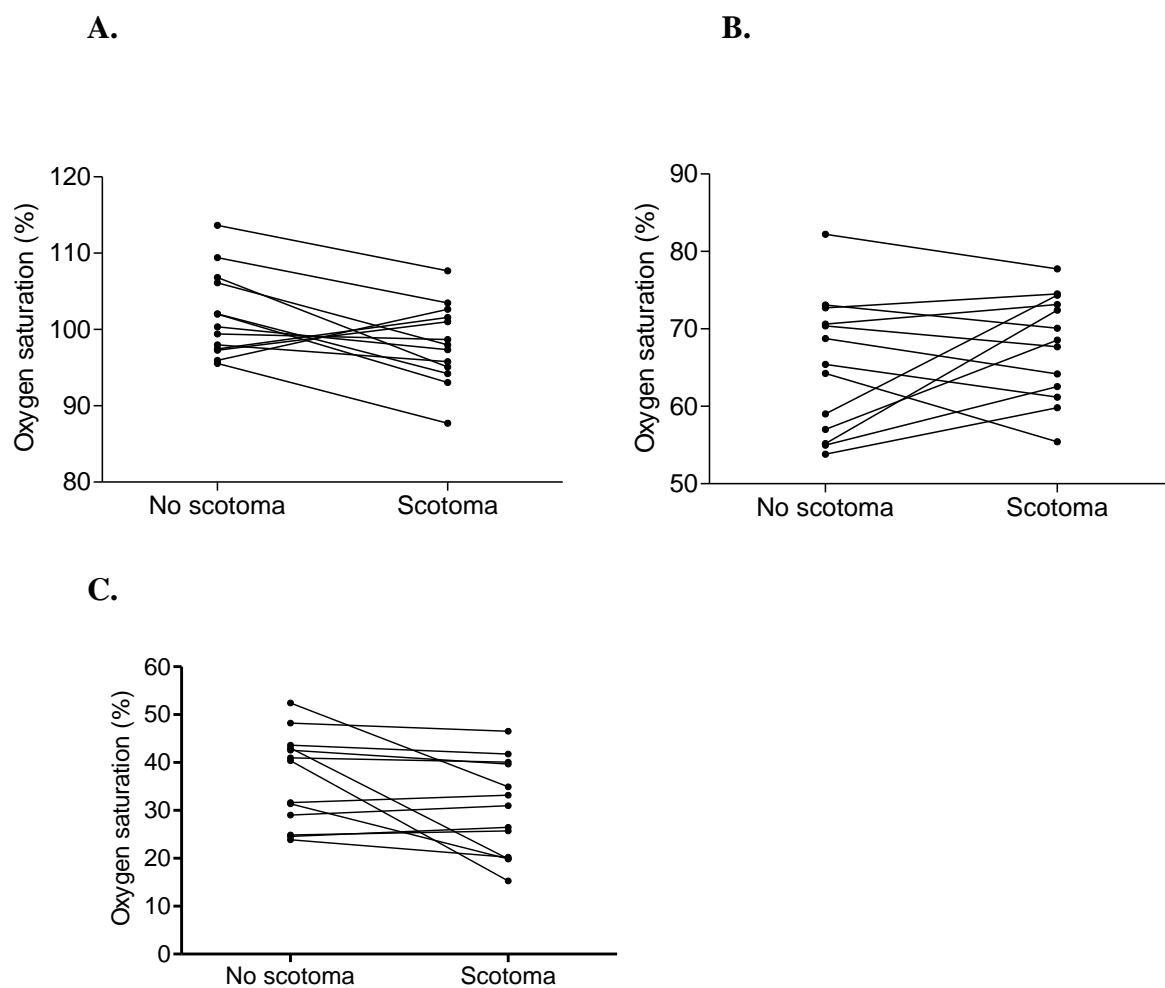 A.
Oxygen saturation (%)
120
110
100
90
80
No scotoma Scotoma
B.
Oxygen saturation (%)
90
80
70
60
50
No scotoma Scotoma
C.
Oxygen saturation (%)
60
50
40
30
20
10
0
No scotoma Scotoma